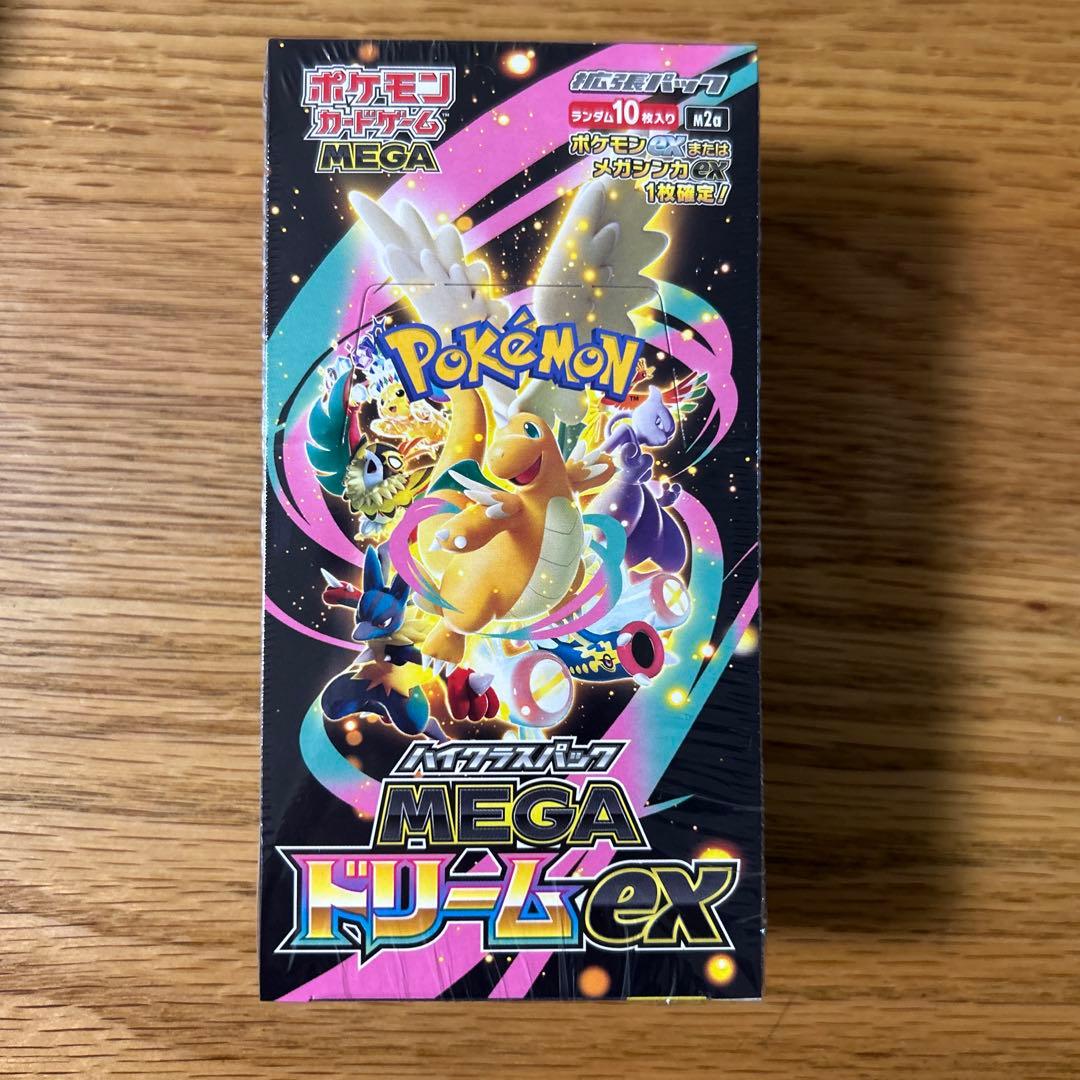 ポケモン
カードゲーム™
MEGA
拡張パック
ランダム10枚入り M2a
ポケモンexまたは
メガシンカex
1枚確定!
POKéMON™
ハイクラスパック
MEGA
ドリームex